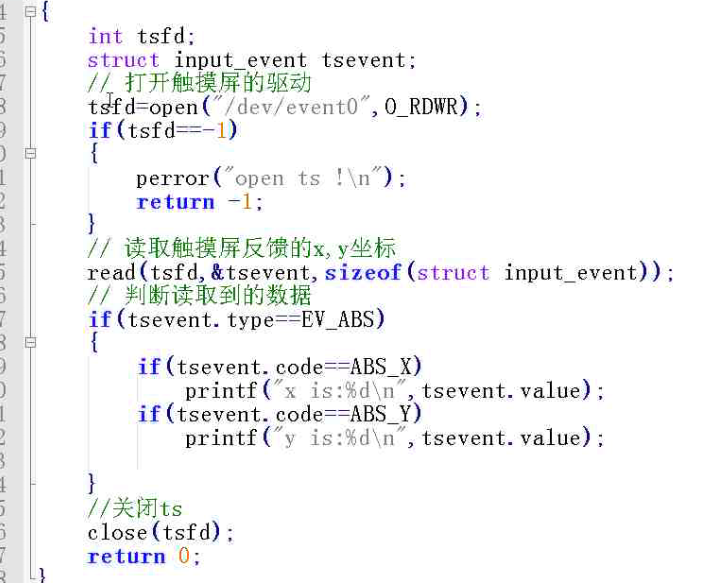 4 {
5 int tsfd;
6 struct input_event tsevent;
7 // 打开触摸屏的驱动
8 tsfd=open("/dev/event0",O_RDWR);
9 if(tsfd==-1)
0 {
1 perror("open ts !\n");
2 return -1;
3 }
4 // 读取触摸屏反馈的x,y坐标
5 read(tsfd,&tsevent,sizeof(struct input_event));
6 // 判断读取到的数据
7 if(tsevent.type==EV_ABS)
8 {
9 if(tsevent.code==ABS_X)
0 printf("x is:%d\n",tsevent.value);
1 if(tsevent.code==ABS_Y)
2 printf("y is:%d\n",tsevent.value);
3
4 }
5 //关闭ts
6 close(tsfd);
7 return 0;
8 }